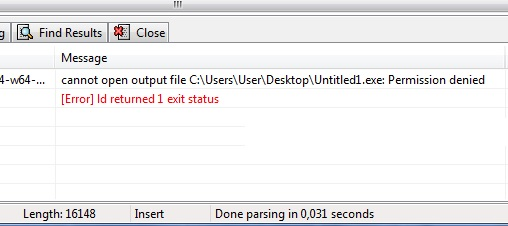 Find Results
Close
Message
4-w64-... cannot open output file C:\Users\User\Desktop\Untitled1.exe: Permission denied
[Error] ld returned 1 exit status
Length: 16148 Insert Done parsing in 0,031 seconds